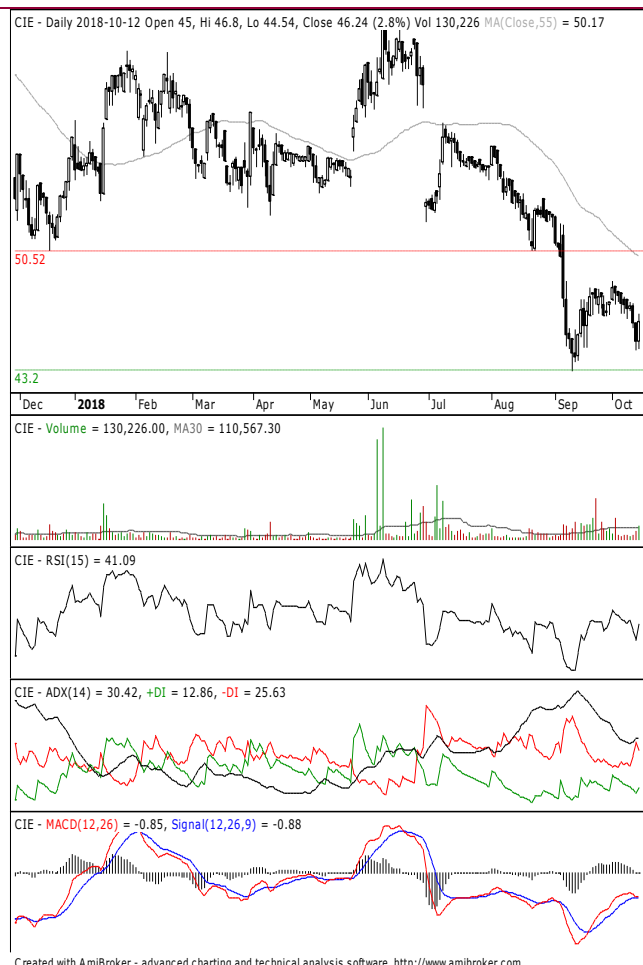 CIE - Daily 2018-10-12 Open 45, Hi 46.8, Lo 44.54, Close 46.24 (2.8%) Vol 130,226 MA(Close,55) = 50.17
50.52
43.2
Dec 2018 Feb Mar Apr May Jun Jul Aug Sep Oct
CIE - Volume = 130,226.00, MA30 = 110,567.30
CIE - RSI(15) = 41.09
CIE - ADX(14) = 30.42, +DI = 12.86, -DI = 25.63
CIE - MACD(12,26) = -0.85, Signal(12,26,9) = -0.88
Created with AmiBroker - advanced charting and technical analysis software. http://www.amibroker.com